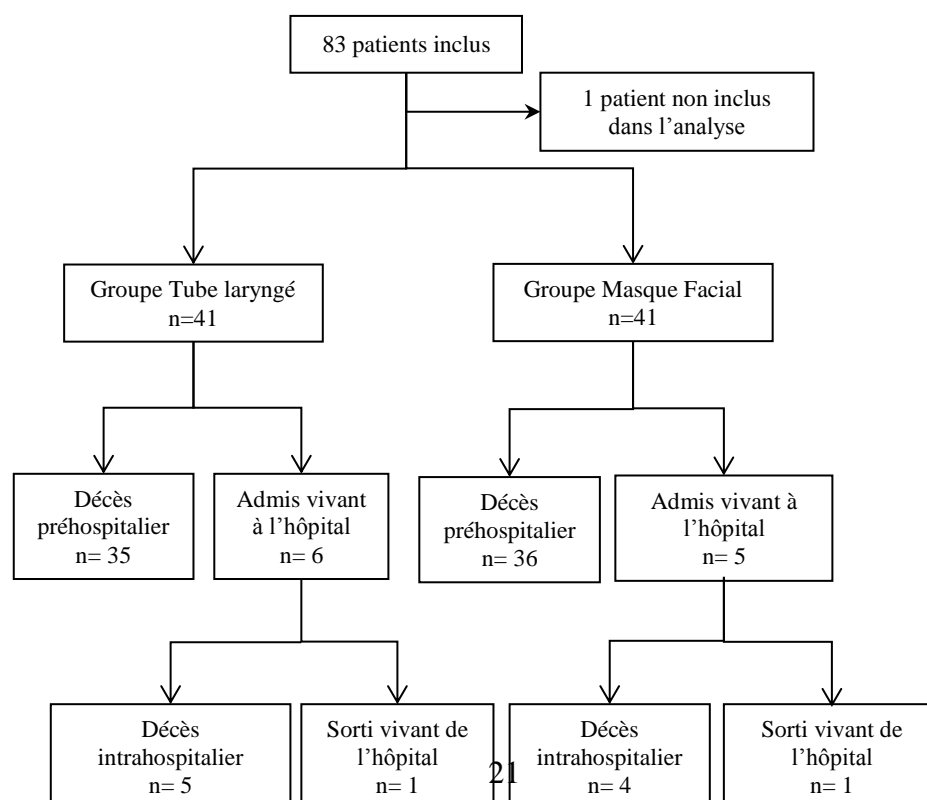 83 patients inclus
1 patient non inclus
dans l’analyse
Groupe Tube laryngé
n=41
Groupe Masque Facial
n=41
Décès
préhospitalier
n= 35
Admis vivant
à l’hôpital
n= 6
Décès
préhospitalier
n= 36
Admis vivant à
l’hôpital
n= 5
Décès
intrahospitalier
n= 5
Sorti vivant de
l’hôpital
n= 1
Décès
intrahospitalier
n= 4
Sorti vivant de
l’hôpital
n= 1
21